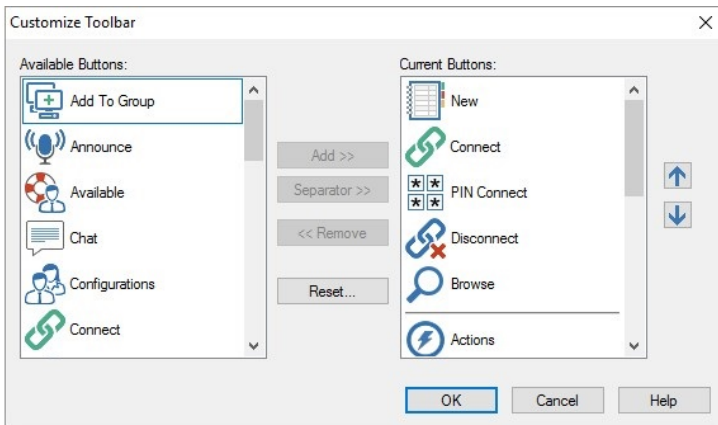 Customize Toolbar
Available Buttons:
Add To Group
Announce
Available
Chat
Configurations
Connect
Add >>
Separator >>
<< Remove
Reset...
Current Buttons:
New
Connect
PIN Connect
Disconnect
Browse
Actions
OK
Cancel
Help